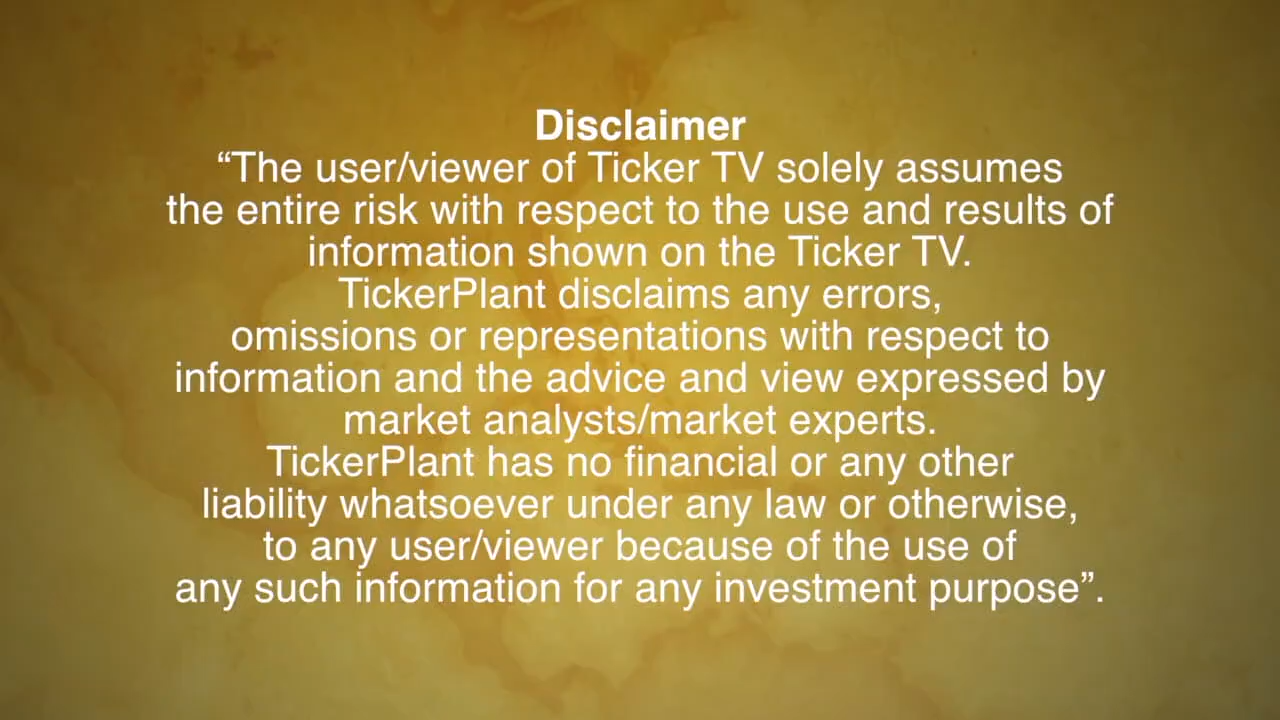 Disclaimer
“The user/viewer of Ticker TV solely assumes
the entire risk with respect to the use and results of
information shown on the Ticker TV.
TickerPlant disclaims any errors,
omissions or representations with respect to
information and the advice and view expressed by
market analysts/market experts.
TickerPlant has no financial or any other
liability whatsoever under any law or otherwise,
to any user/viewer because of the use of
any such information for any investment purpose”.